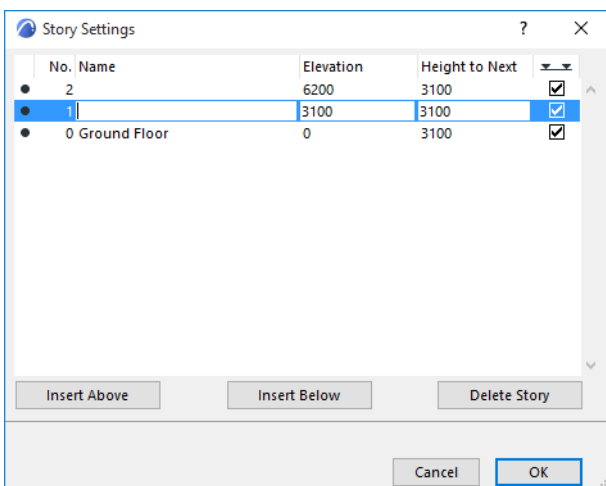 Story Settings ? ×
No. Name Elevation Height to Next
2 6200 3100
1 3100 3100
0 Ground Floor 0 3100
Insert Above Insert Below Delete Story
Cancel OK